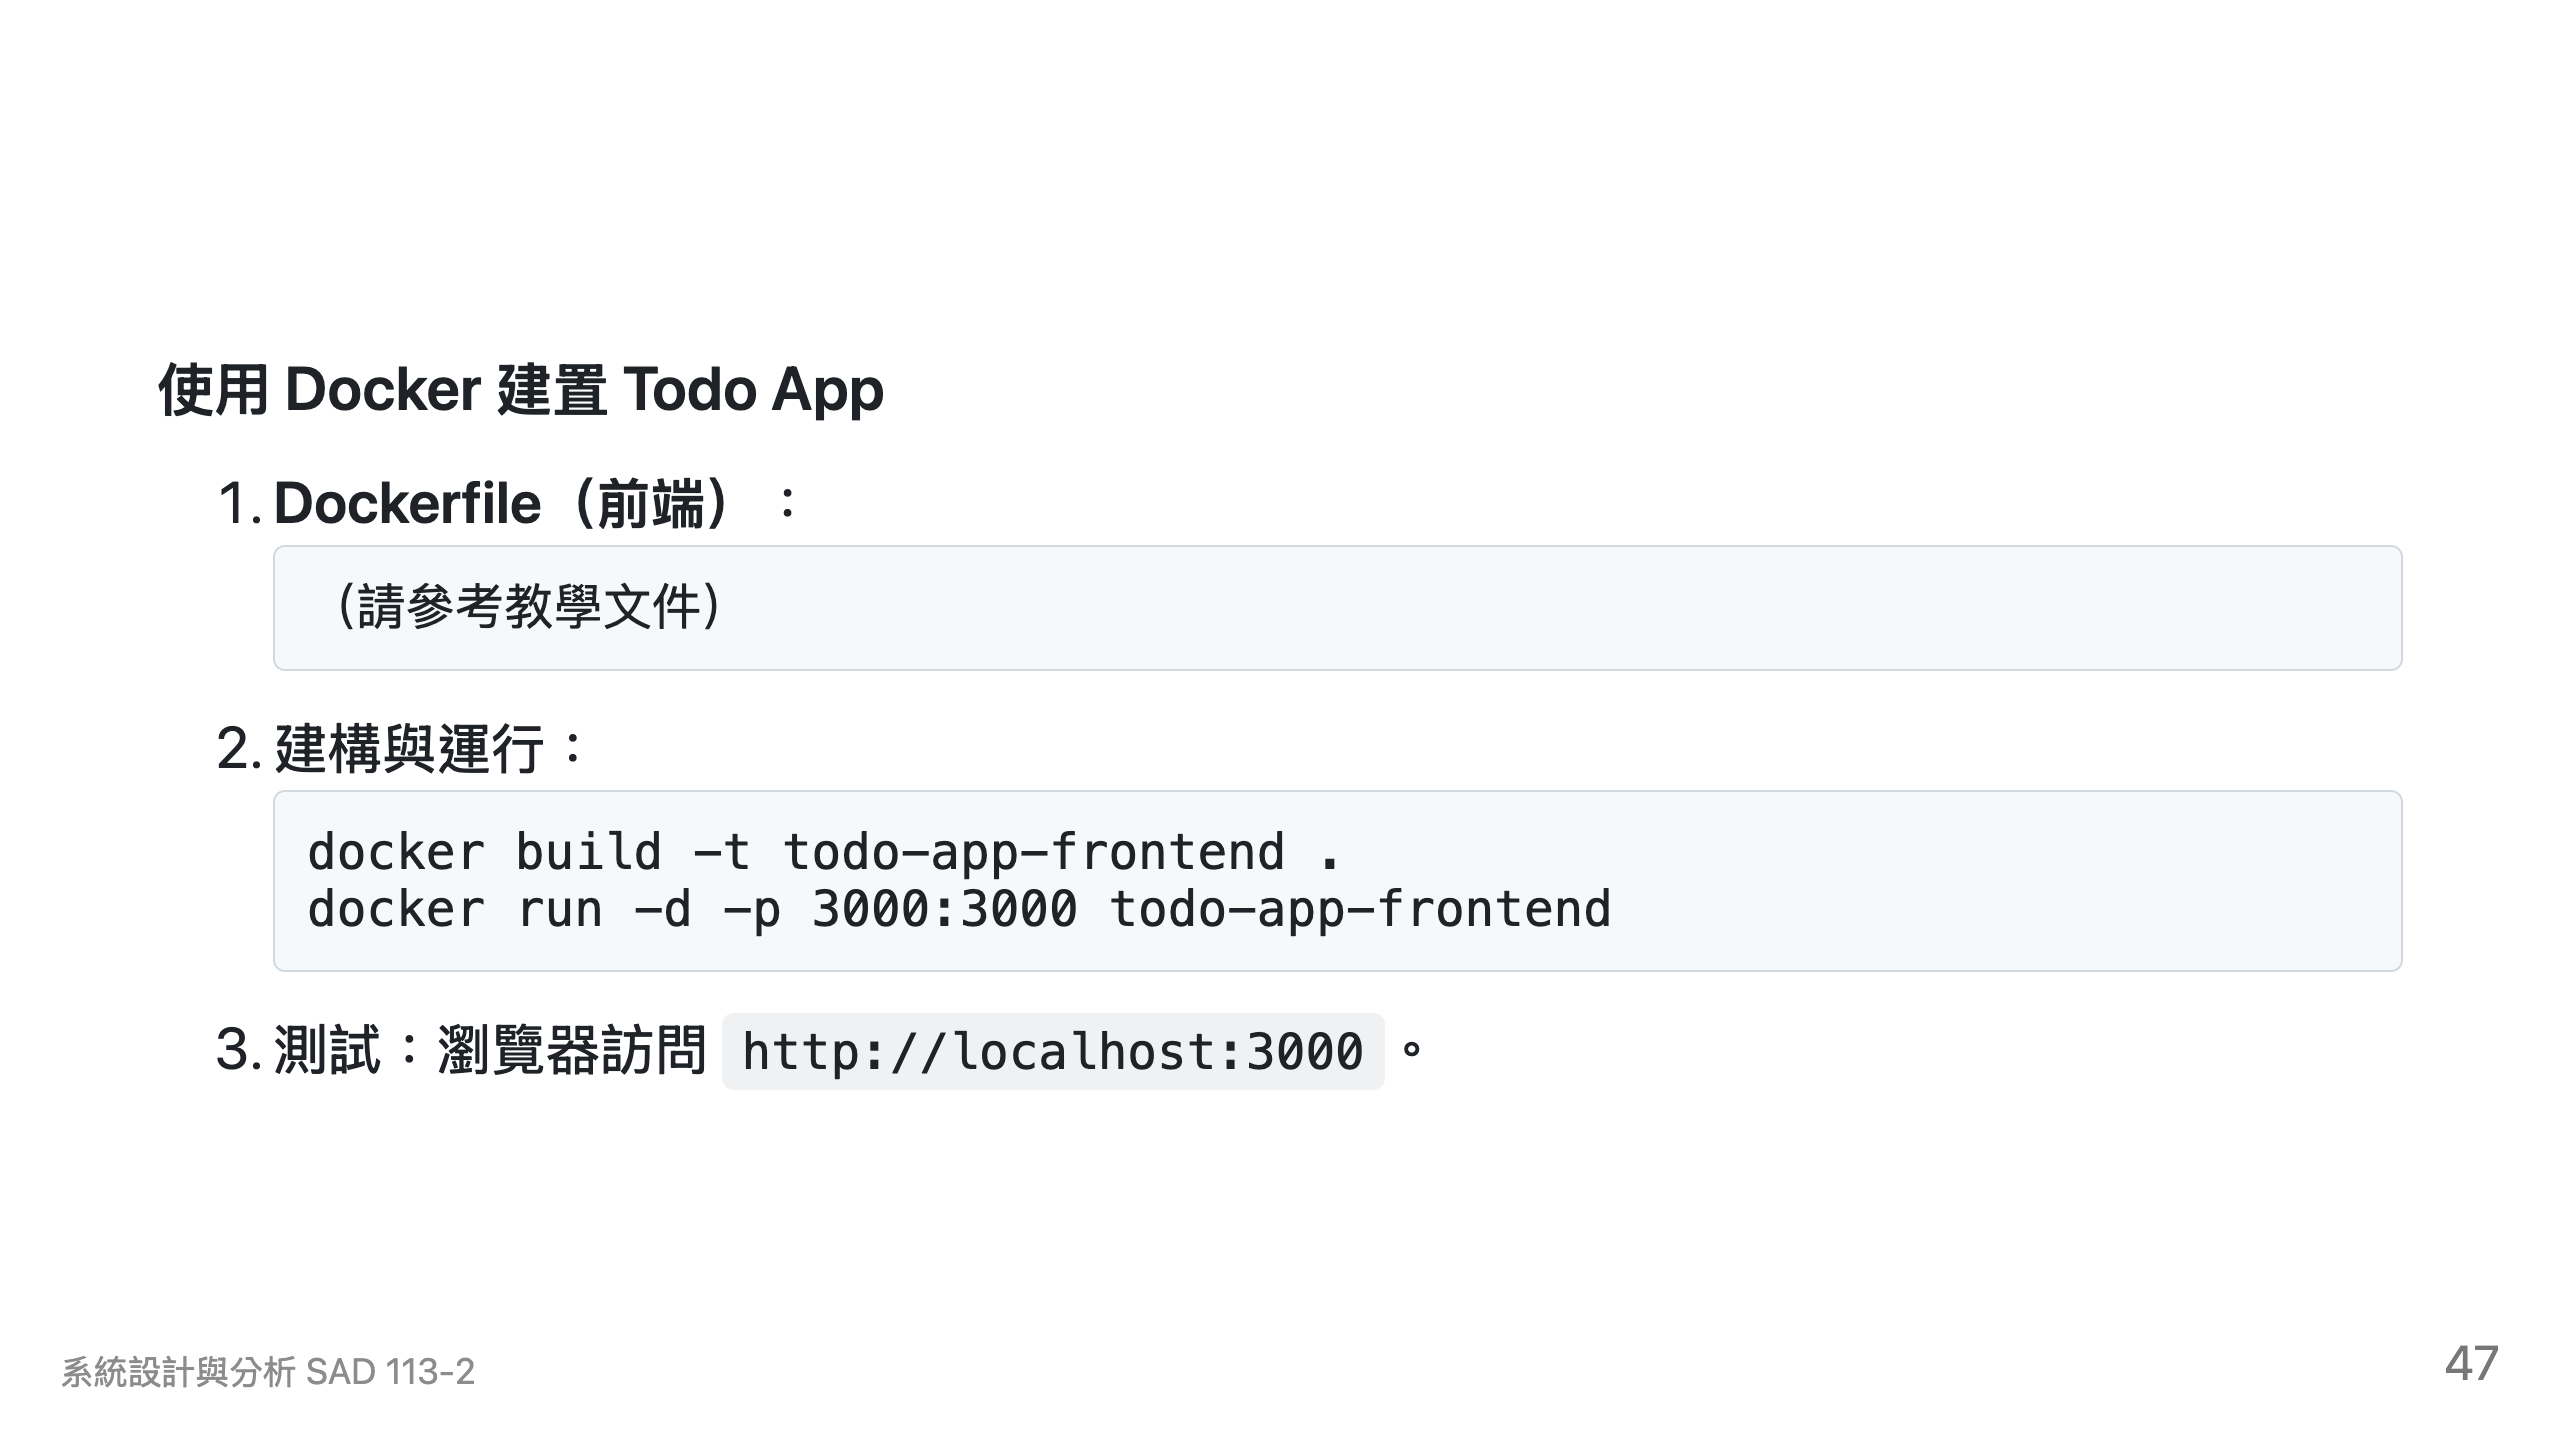 使用 Docker 建置 Todo App
1. Dockerfile（前端）：
（請參考教學文件）
2. 建構與運行：
docker build -t todo-app-frontend .
docker run -d -p 3000:3000 todo-app-frontend
3. 測試：瀏覽器訪問 http://localhost:3000 。
系統設計與分析 SAD 113-2
47